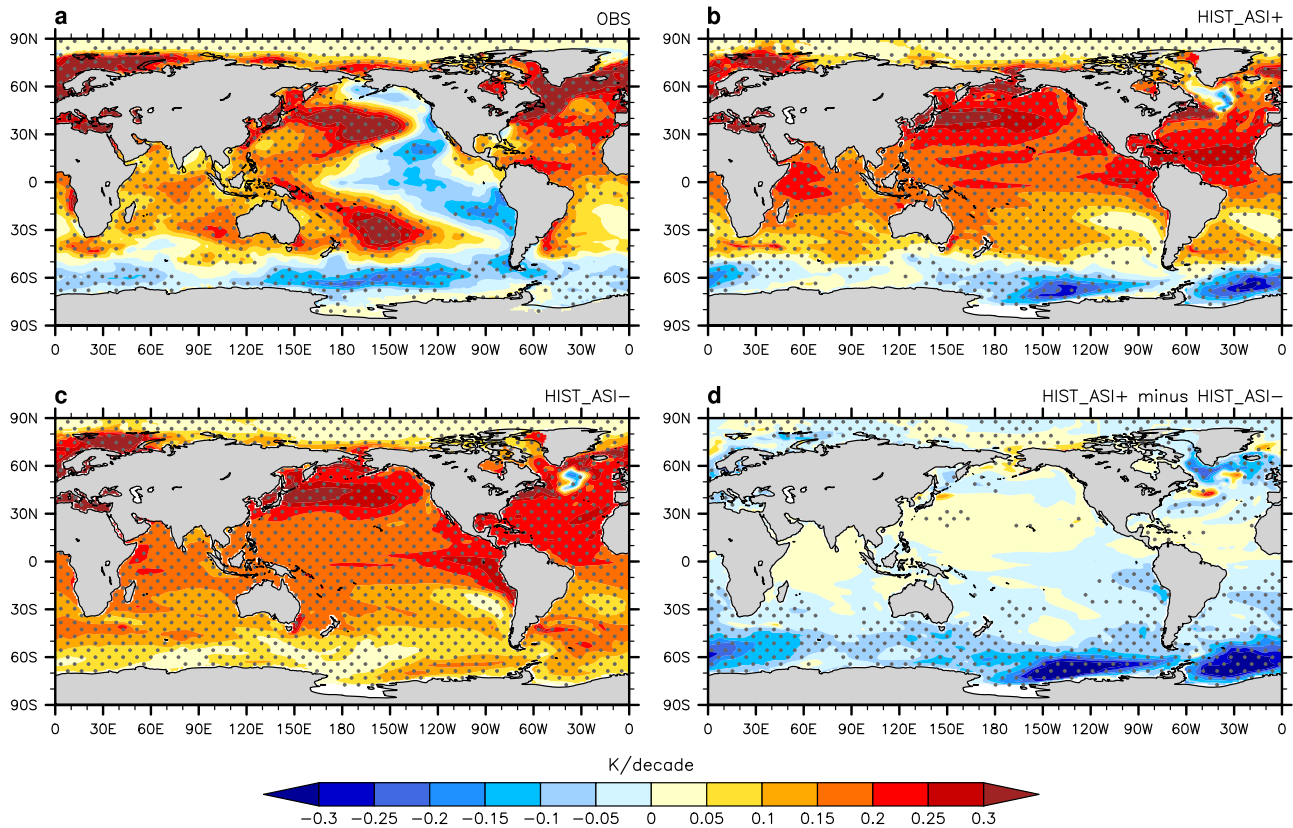 a OBS
90N
60N
30N
0
30S
60S
90S
0 30E 60E 90E 120E 150E 180 150W 120W 90W 60W 30W 0
b HIST_ASI+
90N
60N
30N
0
30S
60S
90S
0 30E 60E 90E 120E 150E 180 150W 120W 90W 60W 30W 0
c HIST_ASI−
90N
60N
30N
0
30S
60S
90S
0 30E 60E 90E 120E 150E 180 150W 120W 90W 60W 30W 0
d HIST_ASI+ minus HIST_ASI−
90N
60N
30N
0
30S
60S
90S
0 30E 60E 90E 120E 150E 180 150W 120W 90W 60W 30W 0
K/decade
−0.3 −0.25 −0.2 −0.15 −0.1 −0.05 0 0.05 0.1 0.15 0.2 0.25 0.3